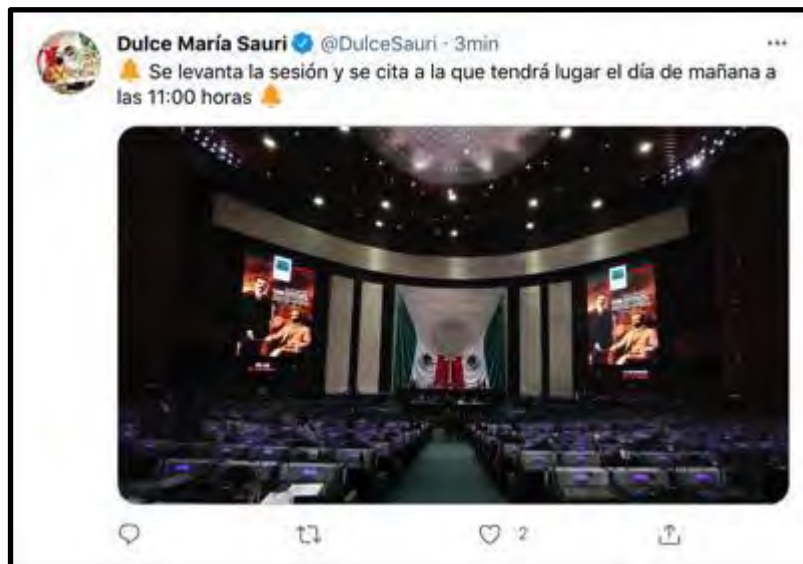 Dulce María Sauri @DulceSauri · 3min
🔔 Se levanta la sesión y se cita a la que tendrá lugar el día de mañana a
las 11:00 horas 🔔
2